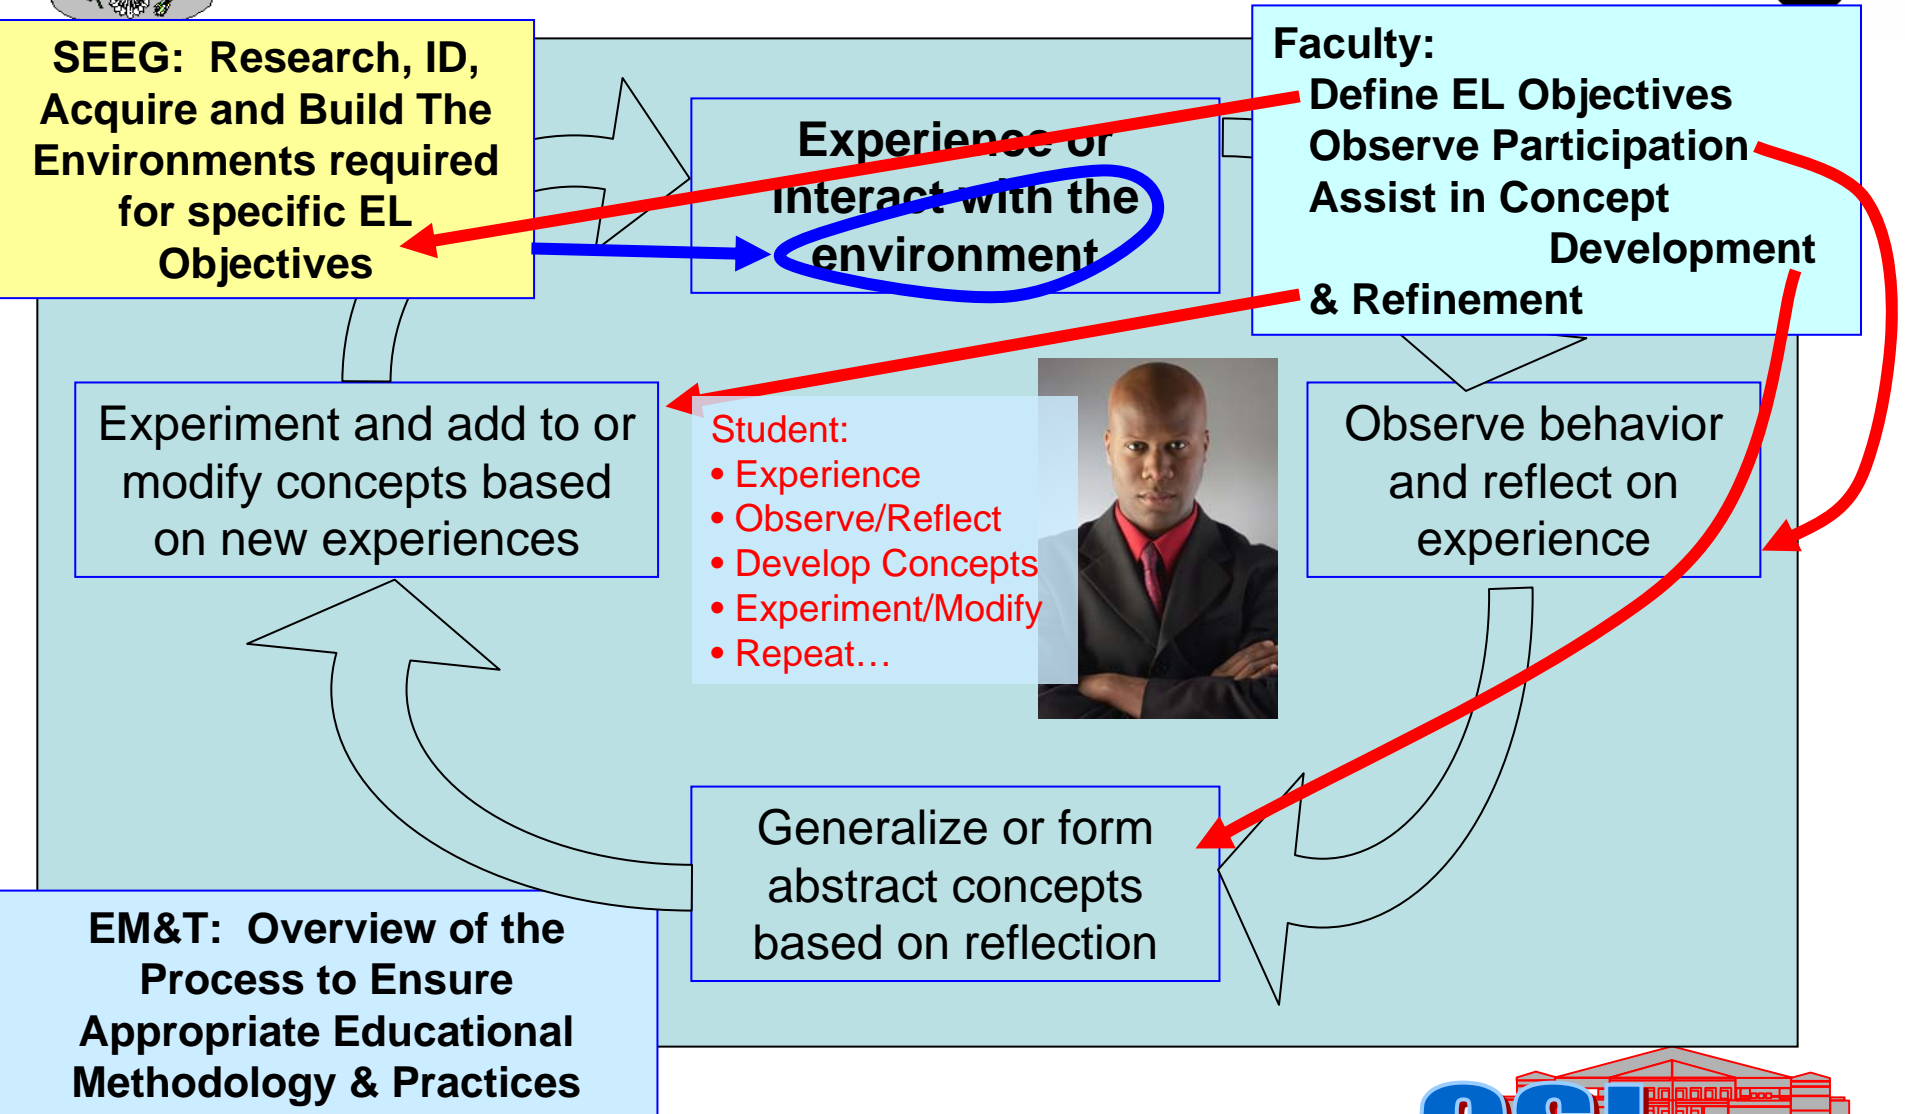 SEEG: Research, ID,
Acquire and Build The
Environments required
for specific EL
Objectives
Experience or
interact with the
environment
Faculty:
Define EL Objectives
Observe Participation
Assist in Concept
Development
& Refinement
Experiment and add to or
modify concepts based
on new experiences
Student:
• Experience
• Observe/Reflect
• Develop Concepts
• Experiment/Modify
• Repeat…
Observe behavior
and reflect on
experience
Generalize or form
abstract concepts
based on reflection
EM&T: Overview of the
Process to Ensure
Appropriate Educational
Methodology & Practices